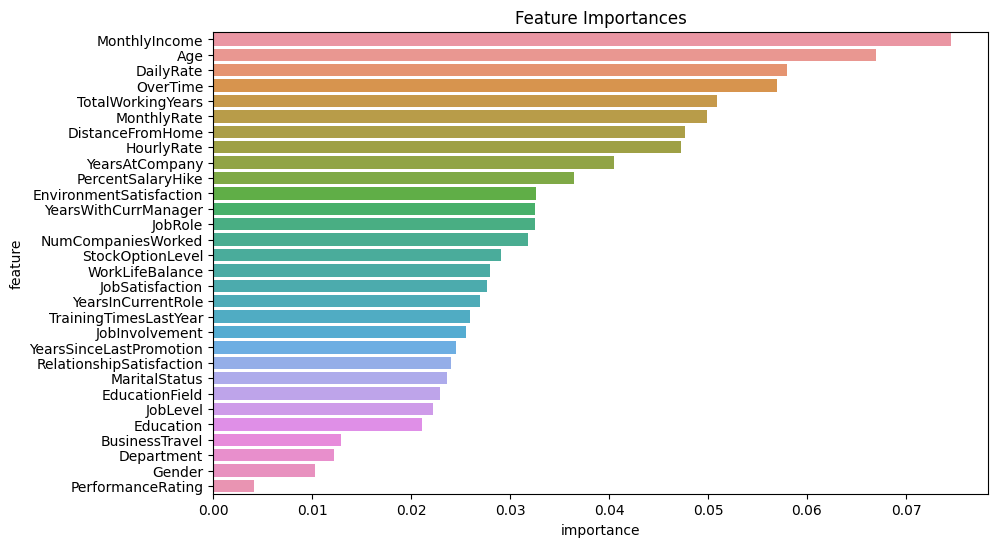 Feature Importances
feature
MonthlyIncome
Age
DailyRate
OverTime
TotalWorkingYears
MonthlyRate
DistanceFromHome
HourlyRate
YearsAtCompany
PercentSalaryHike
EnvironmentSatisfaction
YearsWithCurrManager
JobRole
NumCompaniesWorked
StockOptionLevel
WorkLifeBalance
JobSatisfaction
YearsInCurrentRole
TrainingTimesLastYear
JobInvolvement
YearsSinceLastPromotion
RelationshipSatisfaction
MaritalStatus
EducationField
JobLevel
Education
BusinessTravel
Department
Gender
PerformanceRating
0.00 0.01 0.02 0.03 0.04 0.05 0.06 0.07
importance